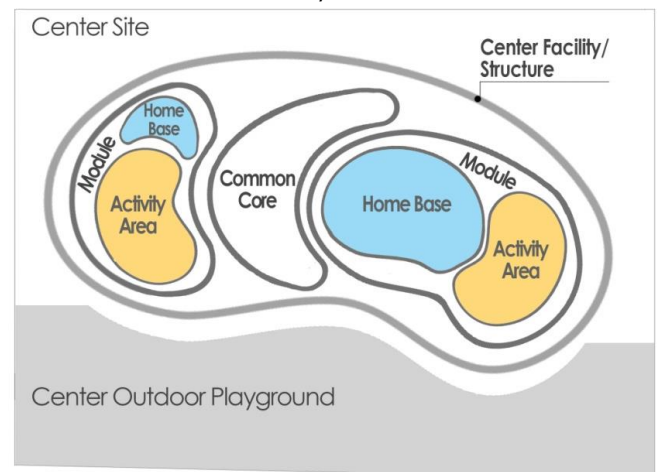 Center Site
Center Facility/
Structure
Home
Base
Module
Activity
Area
Common
Core
Module
Home Base
Activity
Area
Center Outdoor Playground